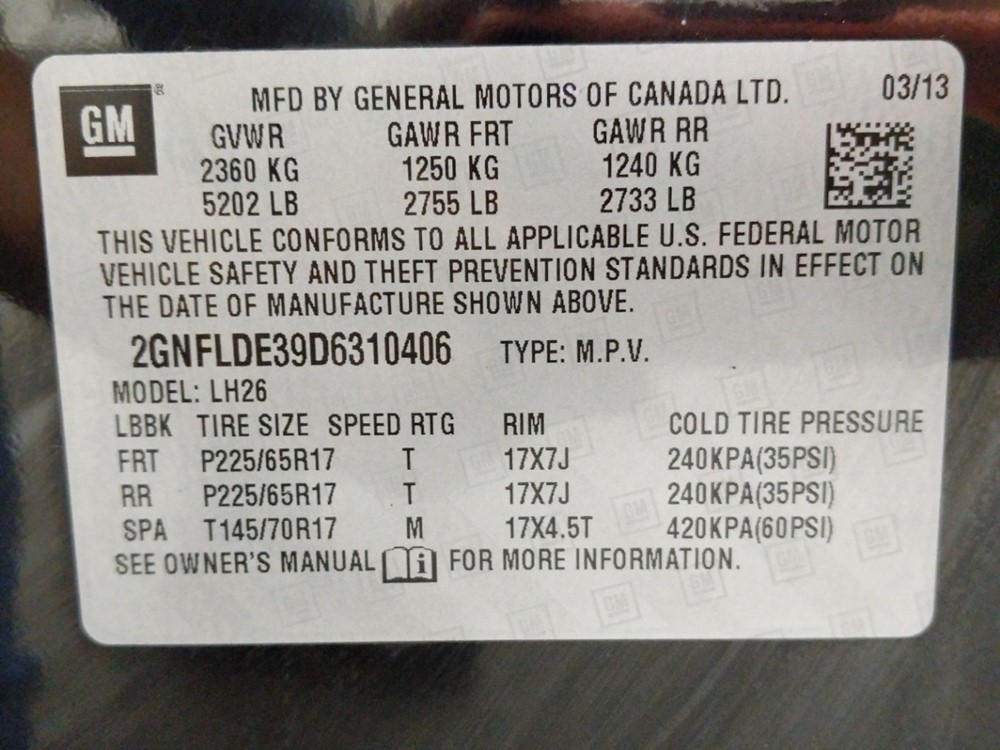 GM®
MFD BY GENERAL MOTORS OF CANADA LTD. 03/13
GVWR GAWR FRT GAWR RR
2360 KG 1250 KG 1240 KG
5202 LB 2755 LB 2733 LB
THIS VEHICLE CONFORMS TO ALL APPLICABLE U.S. FEDERAL MOTOR
VEHICLE SAFETY AND THEFT PREVENTION STANDARDS IN EFFECT ON
THE DATE OF MANUFACTURE SHOWN ABOVE.
2GNFLDE39D6310406 TYPE: M.P.V.
MODEL: LH26
LBBK TIRE SIZE SPEED RTG RIM COLD TIRE PRESSURE
FRT P225/65R17 T 17X7J 240KPA(35PSI)
RR P225/65R17 T 17X7J 240KPA(35PSI)
SPA T145/70R17 M 17X4.5T 420KPA(60PSI)
SEE OWNER'S MANUAL i FOR MORE INFORMATION.